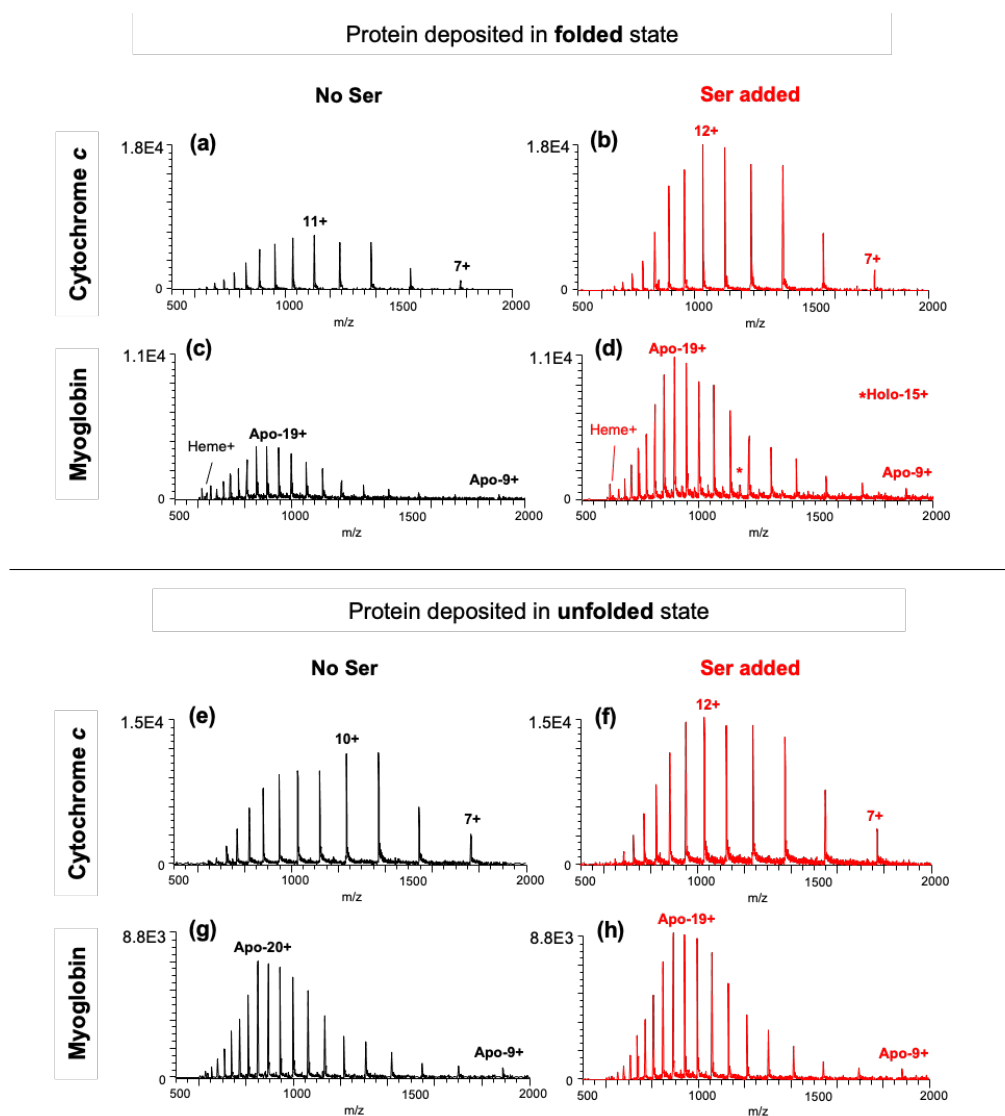 Protein deposited in folded state
No Ser
Ser added
Cytochrome c
(a)
1.8E4
11+
7+
0
500 1000 1500 2000
m/z
(b)
1.8E4
12+
7+
0
500 1000 1500 2000
m/z
Myoglobin
(c)
1.1E4
Heme+
Apo-19+
Apo-9+
0
500 1000 1500 2000
m/z
(d)
1.1E4
Apo-19+
*Holo-15+
Heme+
*
Apo-9+
0
500 1000 1500 2000
m/z
Protein deposited in unfolded state
No Ser
Ser added
Cytochrome c
(e)
1.5E4
10+
7+
0
500 1000 1500 2000
m/z
(f)
1.5E4
12+
7+
0
500 1000 1500 2000
m/z
Myoglobin
(g)
8.8E3
Apo-20+
Apo-9+
0
500 1000 1500 2000
m/z
(h)
8.8E3
Apo-19+
Apo-9+
0
500 1000 1500 2000
m/z